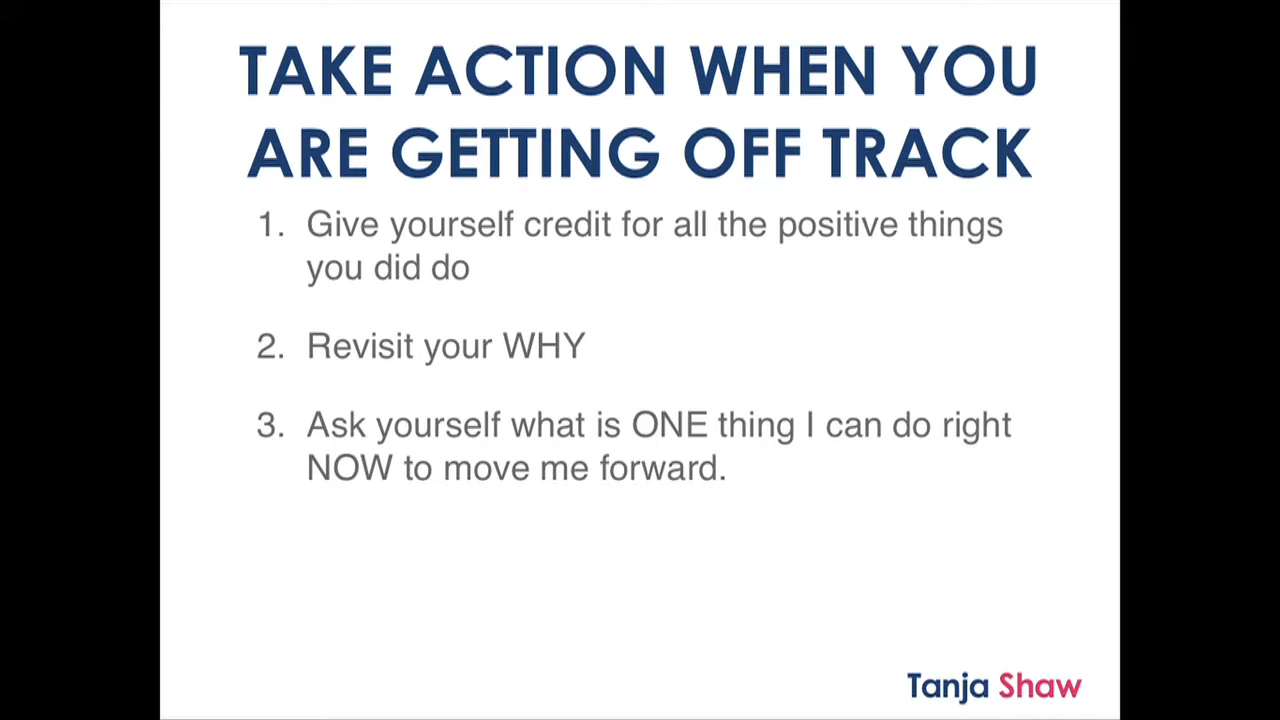 TAKE ACTION WHEN YOU
ARE GETTING OFF TRACK
1. Give yourself credit for all the positive things
you did do
2. Revisit your WHY
3. Ask yourself what is ONE thing I can do right
NOW to move me forward.
Tanja Shaw